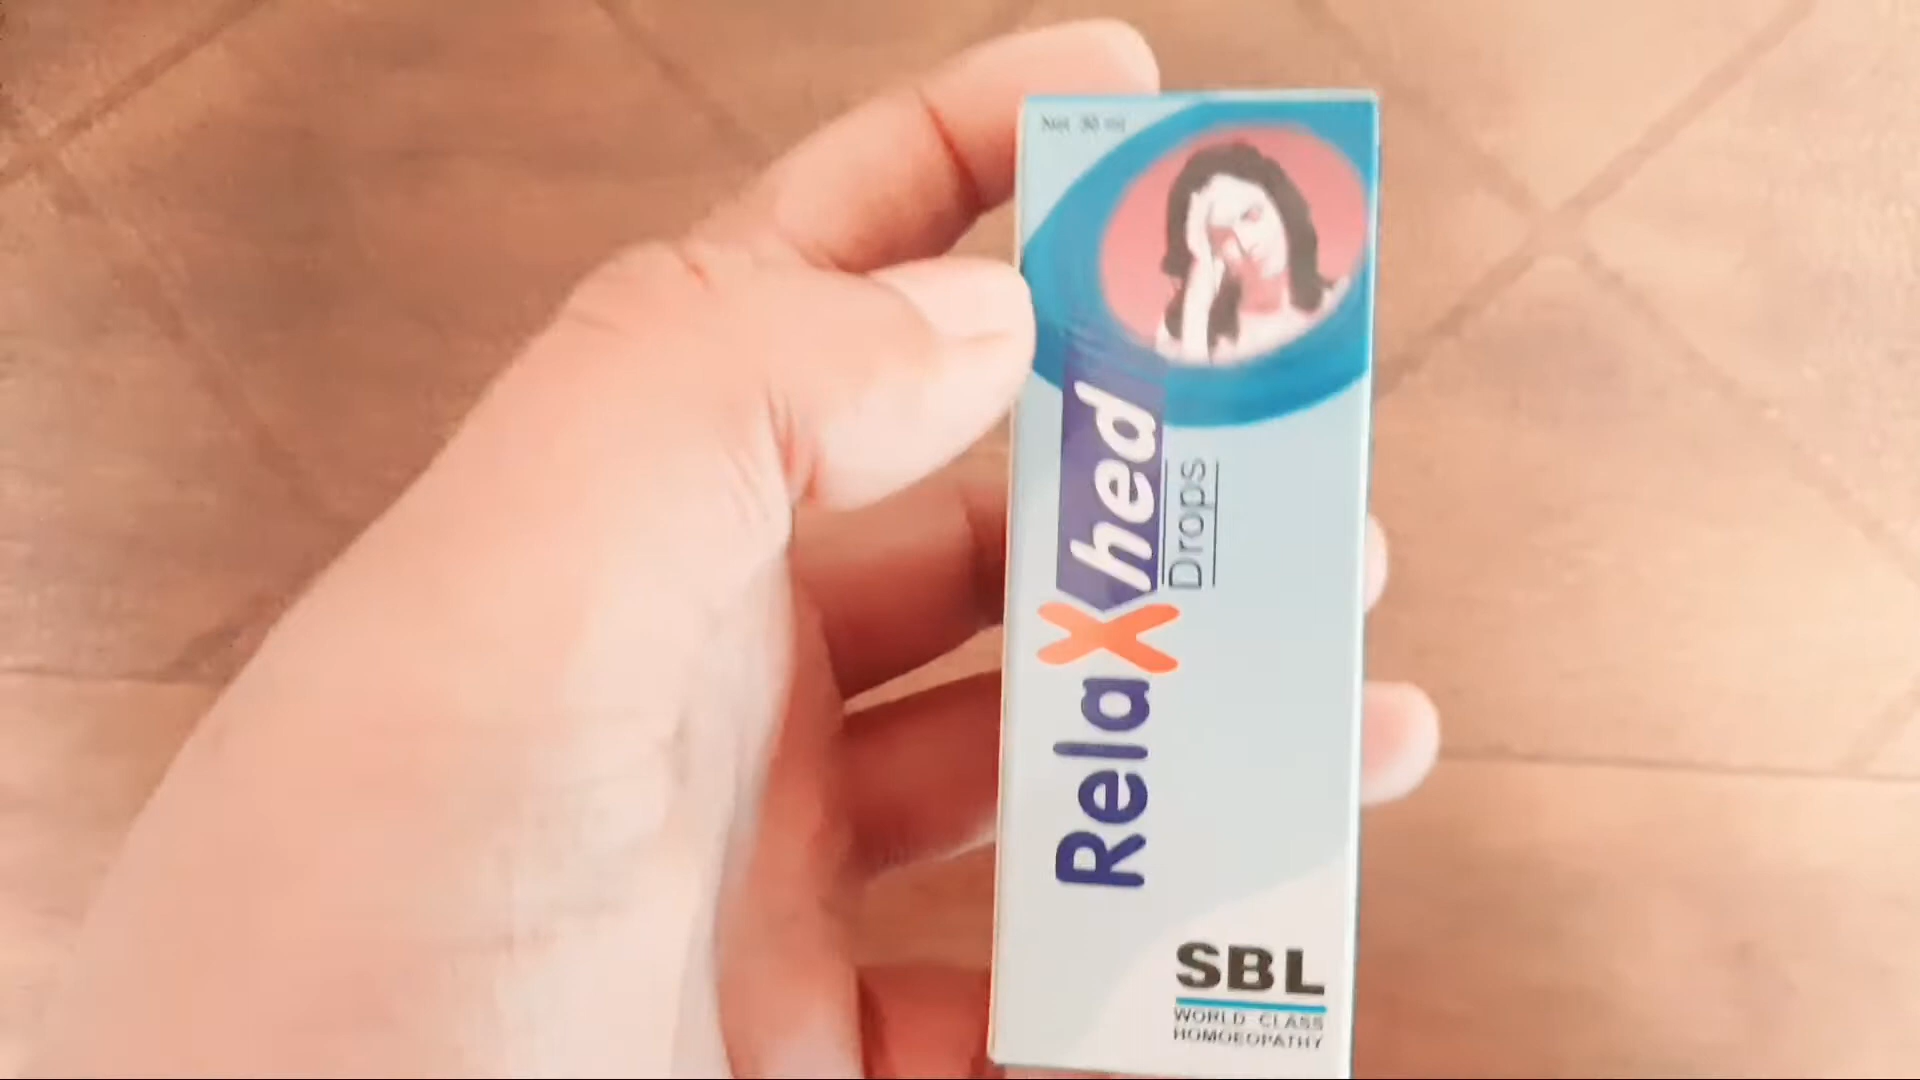 Net 30 ml
RelaXhed
Drops
SBL
WORLD CLASS
HOMOEOPATHY